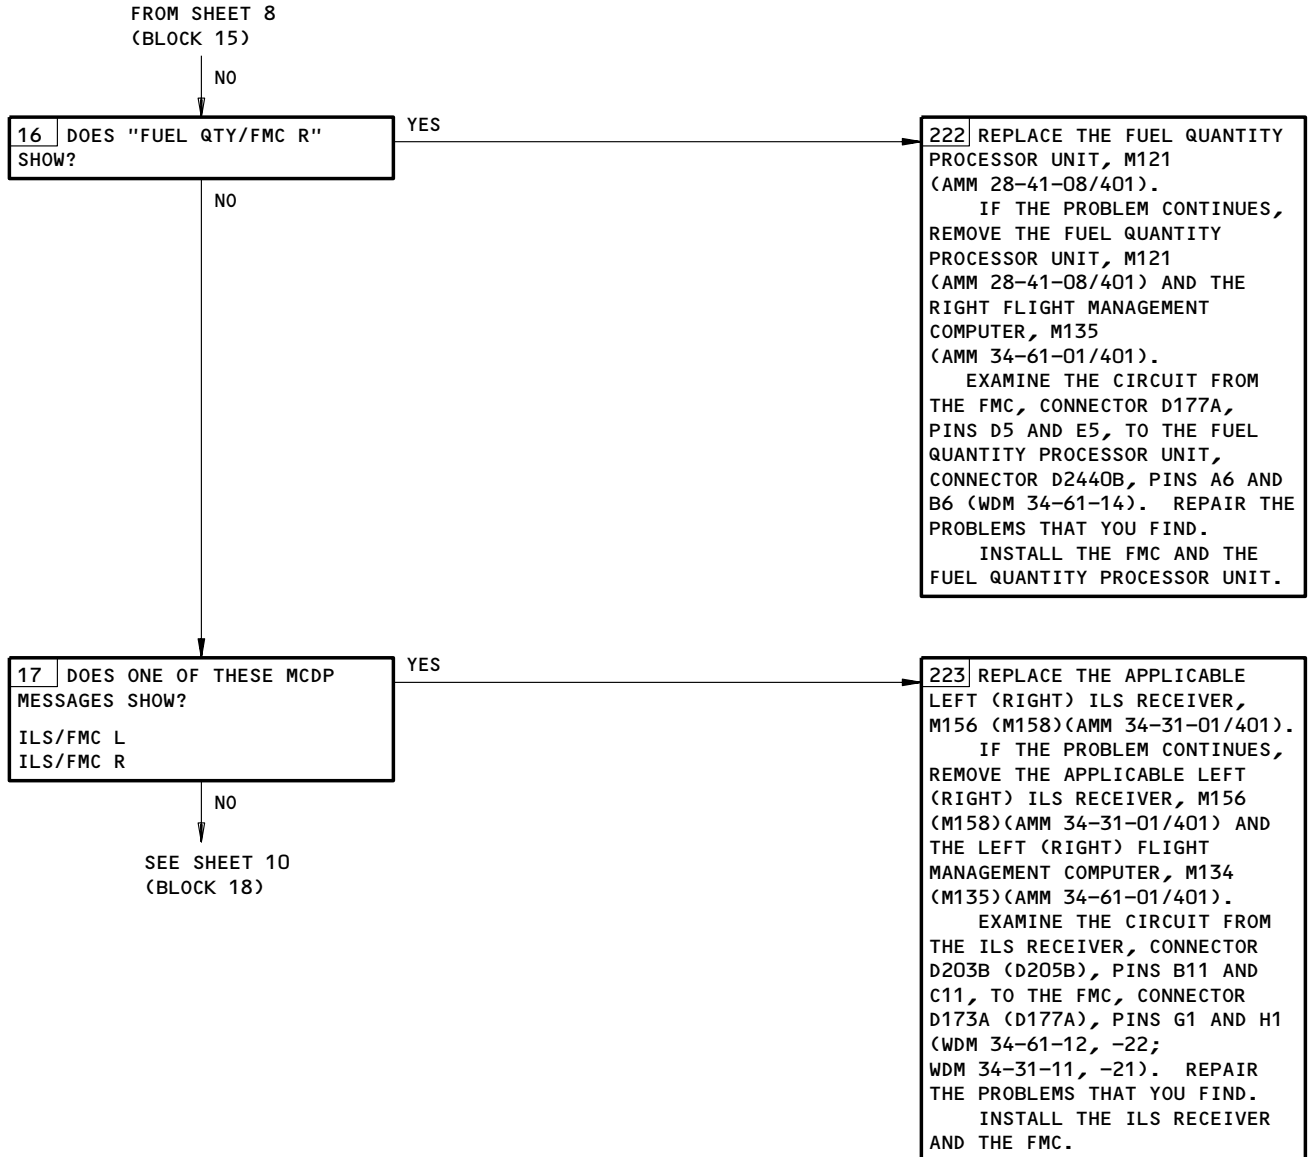 FROM SHEET 8
(BLOCK 15)
NO
16 DOES "FUEL QTY/FMC R"
SHOW?
YES
NO
222 REPLACE THE FUEL QUANTITY
PROCESSOR UNIT, M121
(AMM 28-41-08/401).
IF THE PROBLEM CONTINUES,
REMOVE THE FUEL QUANTITY
PROCESSOR UNIT, M121
(AMM 28-41-08/401) AND THE
RIGHT FLIGHT MANAGEMENT
COMPUTER, M135
(AMM 34-61-01/401).
EXAMINE THE CIRCUIT FROM
THE FMC, CONNECTOR D177A,
PINS D5 AND E5, TO THE FUEL
QUANTITY PROCESSOR UNIT,
CONNECTOR D2440B, PINS A6 AND
B6 (WDM 34-61-14). REPAIR THE
PROBLEMS THAT YOU FIND.
INSTALL THE FMC AND THE
FUEL QUANTITY PROCESSOR UNIT.
17 DOES ONE OF THESE MCDP
MESSAGES SHOW?
ILS/FMC L
ILS/FMC R
YES
NO
SEE SHEET 10
(BLOCK 18)
223 REPLACE THE APPLICABLE
LEFT (RIGHT) ILS RECEIVER,
M156 (M158)(AMM 34-31-01/401).
IF THE PROBLEM CONTINUES,
REMOVE THE APPLICABLE LEFT
(RIGHT) ILS RECEIVER, M156
(M158)(AMM 34-31-01/401) AND
THE LEFT (RIGHT) FLIGHT
MANAGEMENT COMPUTER, M134
(M135)(AMM 34-61-01/401).
EXAMINE THE CIRCUIT FROM
THE ILS RECEIVER, CONNECTOR
D203B (D205B), PINS B11 AND
C11, TO THE FMC, CONNECTOR
D173A (D177A), PINS G1 AND H1
(WDM 34-61-12, -22;
WDM 34-31-11, -21). REPAIR
THE PROBLEMS THAT YOU FIND.
INSTALL THE ILS RECEIVER
AND THE FMC.